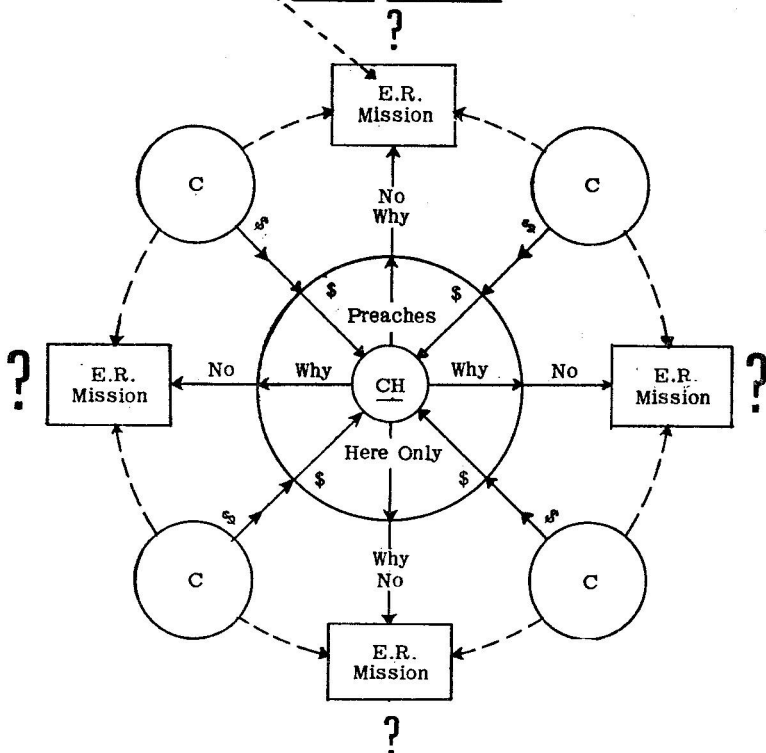 ?
E.R.
Mission
C
C
$
$
No
Why
$
$
Preaches
?
E.R.
Mission
No
Why
CH
Why
No
E.R.
Mission
?
Here Only
$
$
$
$
Why
No
C
C
E.R.
Mission
?